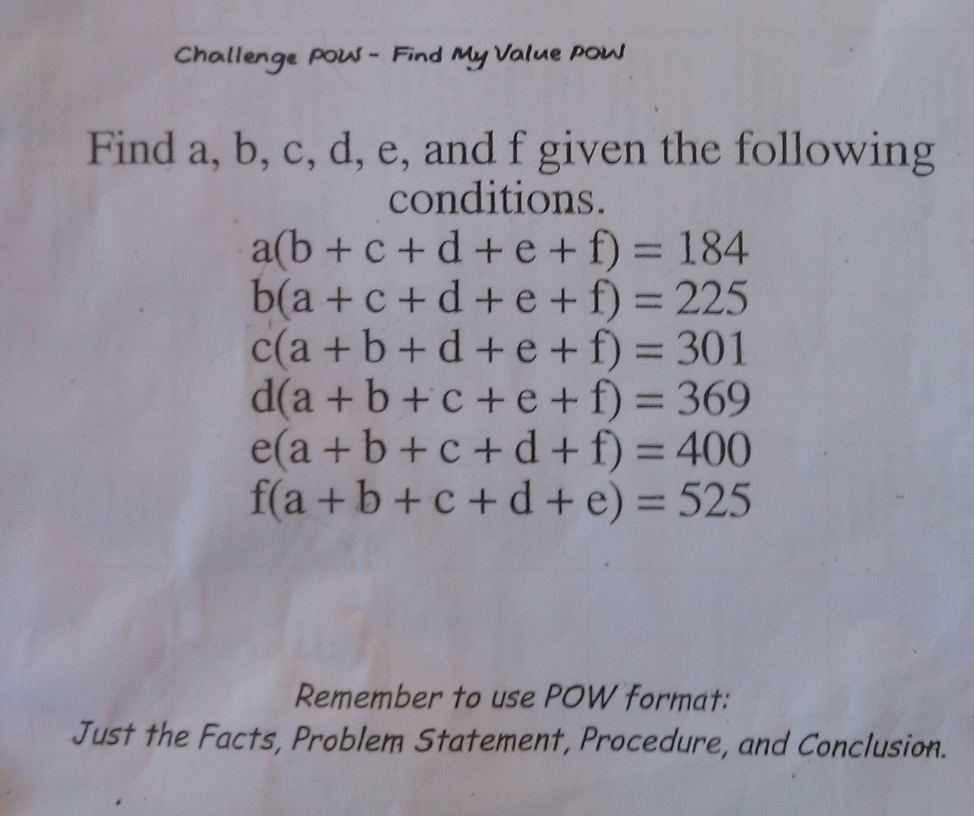 Challenge POW - Find My Value POW
Find a, b, c, d, e, and f given the following
conditions.
a(b + c + d + e + f) = 184
b(a + c + d + e + f) = 225
c(a + b + d + e + f) = 301
d(a + b + c + e + f) = 369
e(a + b + c + d + f) = 400
f(a + b + c + d + e) = 525
Remember to use POW format:
Just the Facts, Problem Statement, Procedure, and Conclusion.